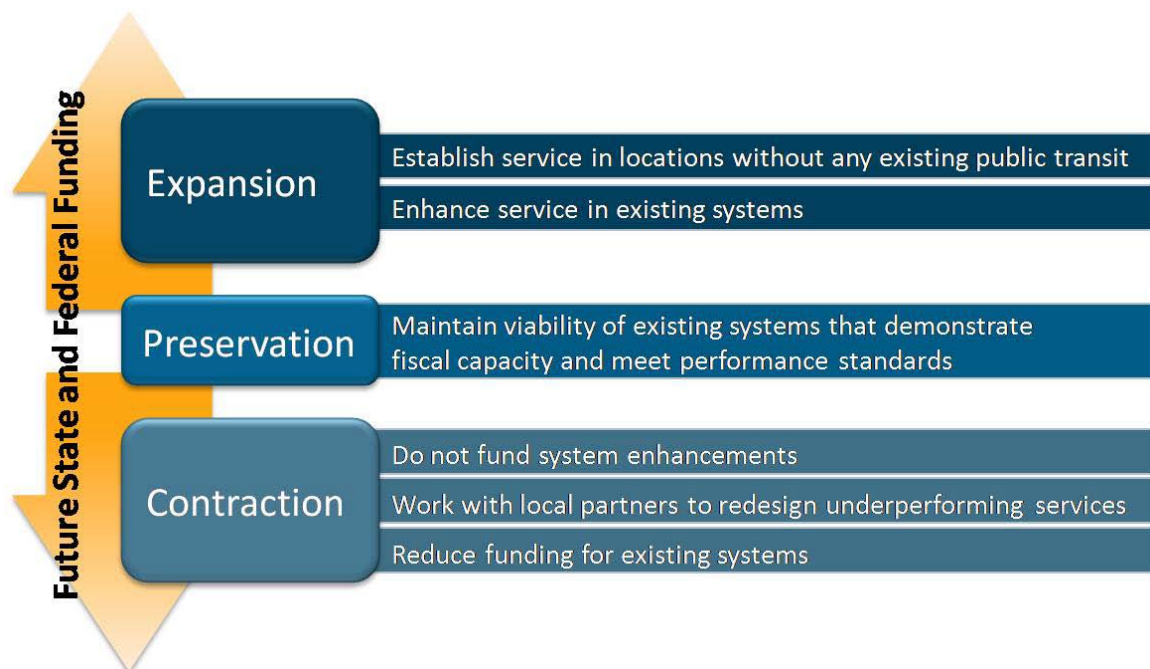 Future State and Federal Funding
Expansion
Establish service in locations without any existing public transit
Enhance service in existing systems
Preservation
Maintain viability of existing systems that demonstrate
fiscal capacity and meet performance standards
Contraction
Do not fund system enhancements
Work with local partners to redesign underperforming services
Reduce funding for existing systems